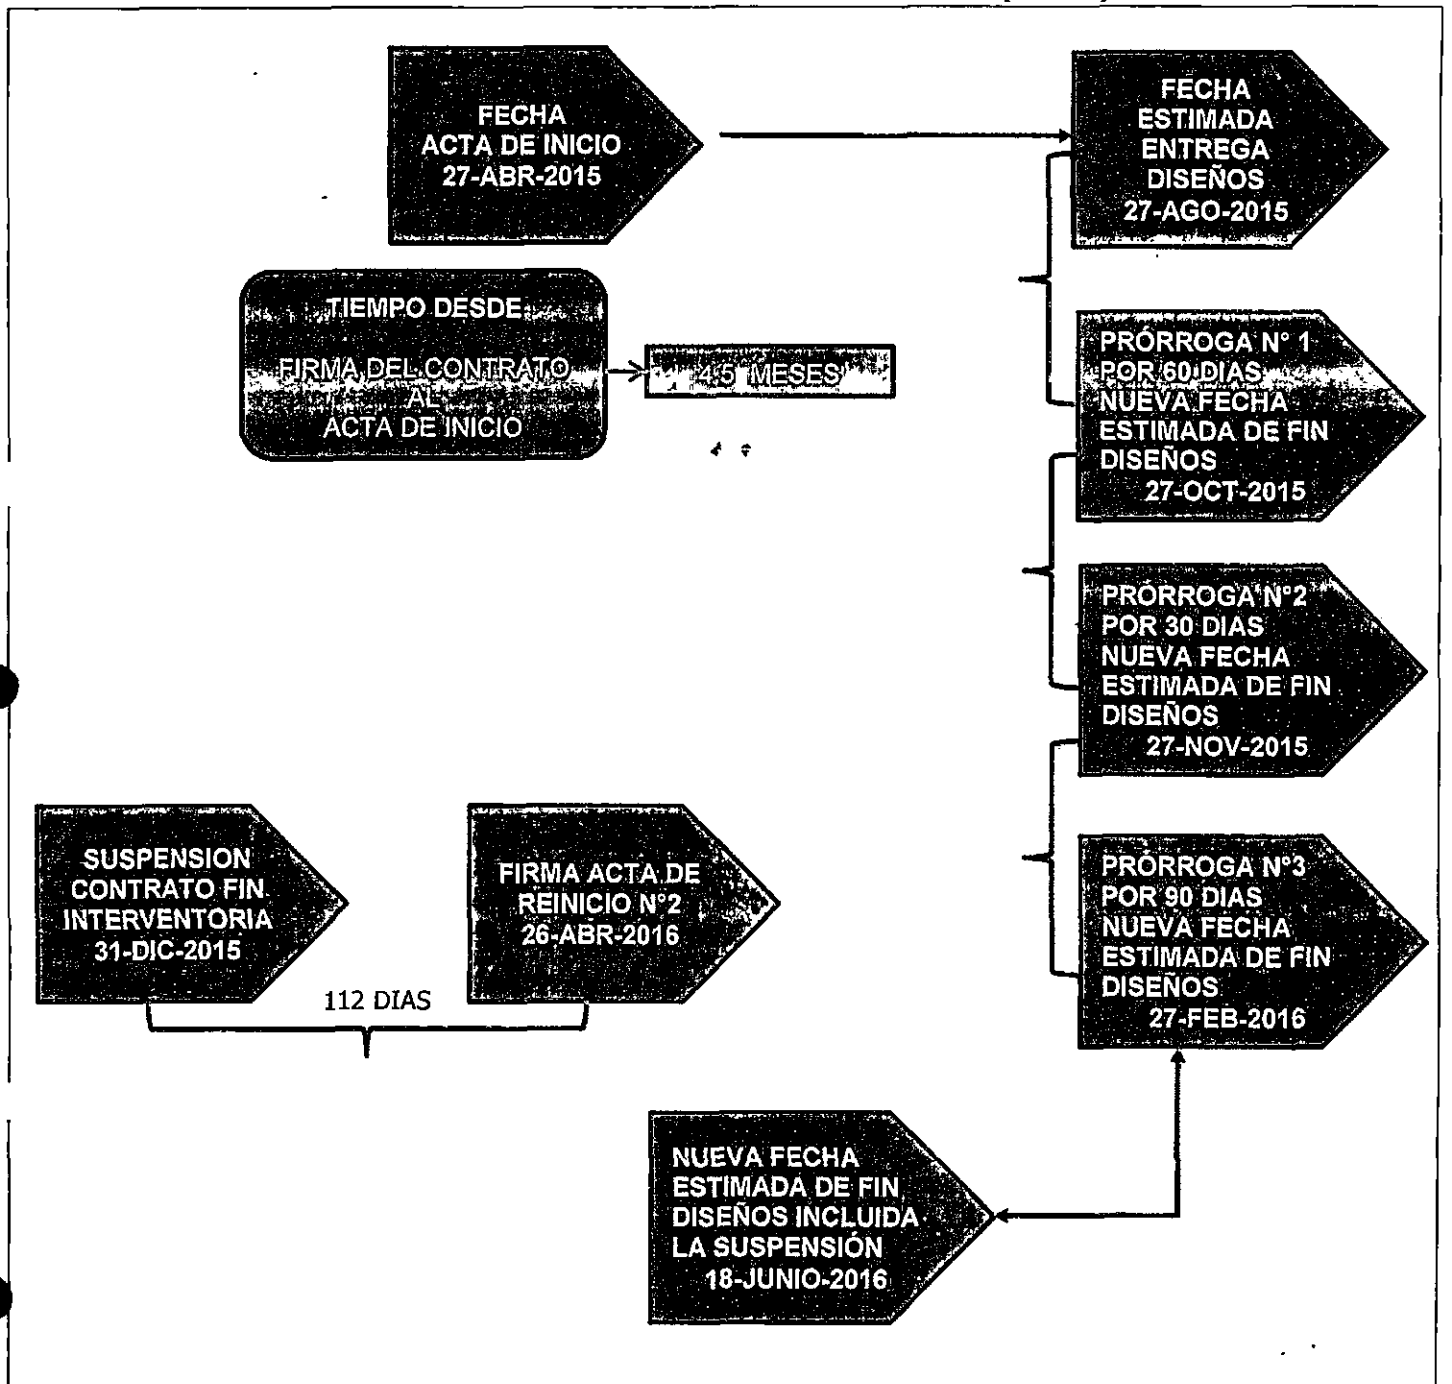 FECHA
ACTA DE INICIO
27-ABR-2015
FECHA
ESTIMADA
ENTREGA
DISEÑOS
27-AGO-2015
TIEMPO DESDE
FIRMA DEL CONTRATO
AL
ACTA DE INICIO
4.5 MESES
PRÓRROGA N° 1
POR 60 DIAS
NUEVA FECHA
ESTIMADA DE FIN
DISEÑOS
27-OCT-2015
PRÓRROGA N°2
POR 30 DIAS
NUEVA FECHA
ESTIMADA DE FIN
DISEÑOS
27-NOV-2015
SUSPENSION
CONTRATO FIN
INTERVENTORIA
31-DIC-2015
FIRMA ACTA DE
REINICIO N°2
26-ABR-2016
112 DIAS
PRÓRROGA N°3
POR 90 DIAS
NUEVA FECHA
ESTIMADA DE FIN
DISEÑOS
27-FEB-2016
NUEVA FECHA
ESTIMADA DE FIN
DISEÑOS INCLUIDA
LA SUSPENSIÓN
18-JUNIO-2016